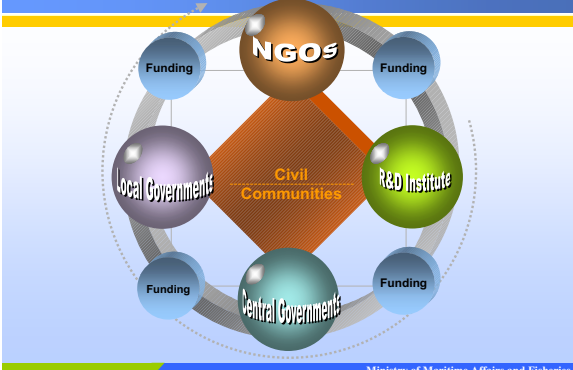 NGOs
Funding
Funding
Local Governments
Civil
Communities
R&D Institute
Funding
Central Governments
Funding
Ministry of Maritime Affairs and Fisheries